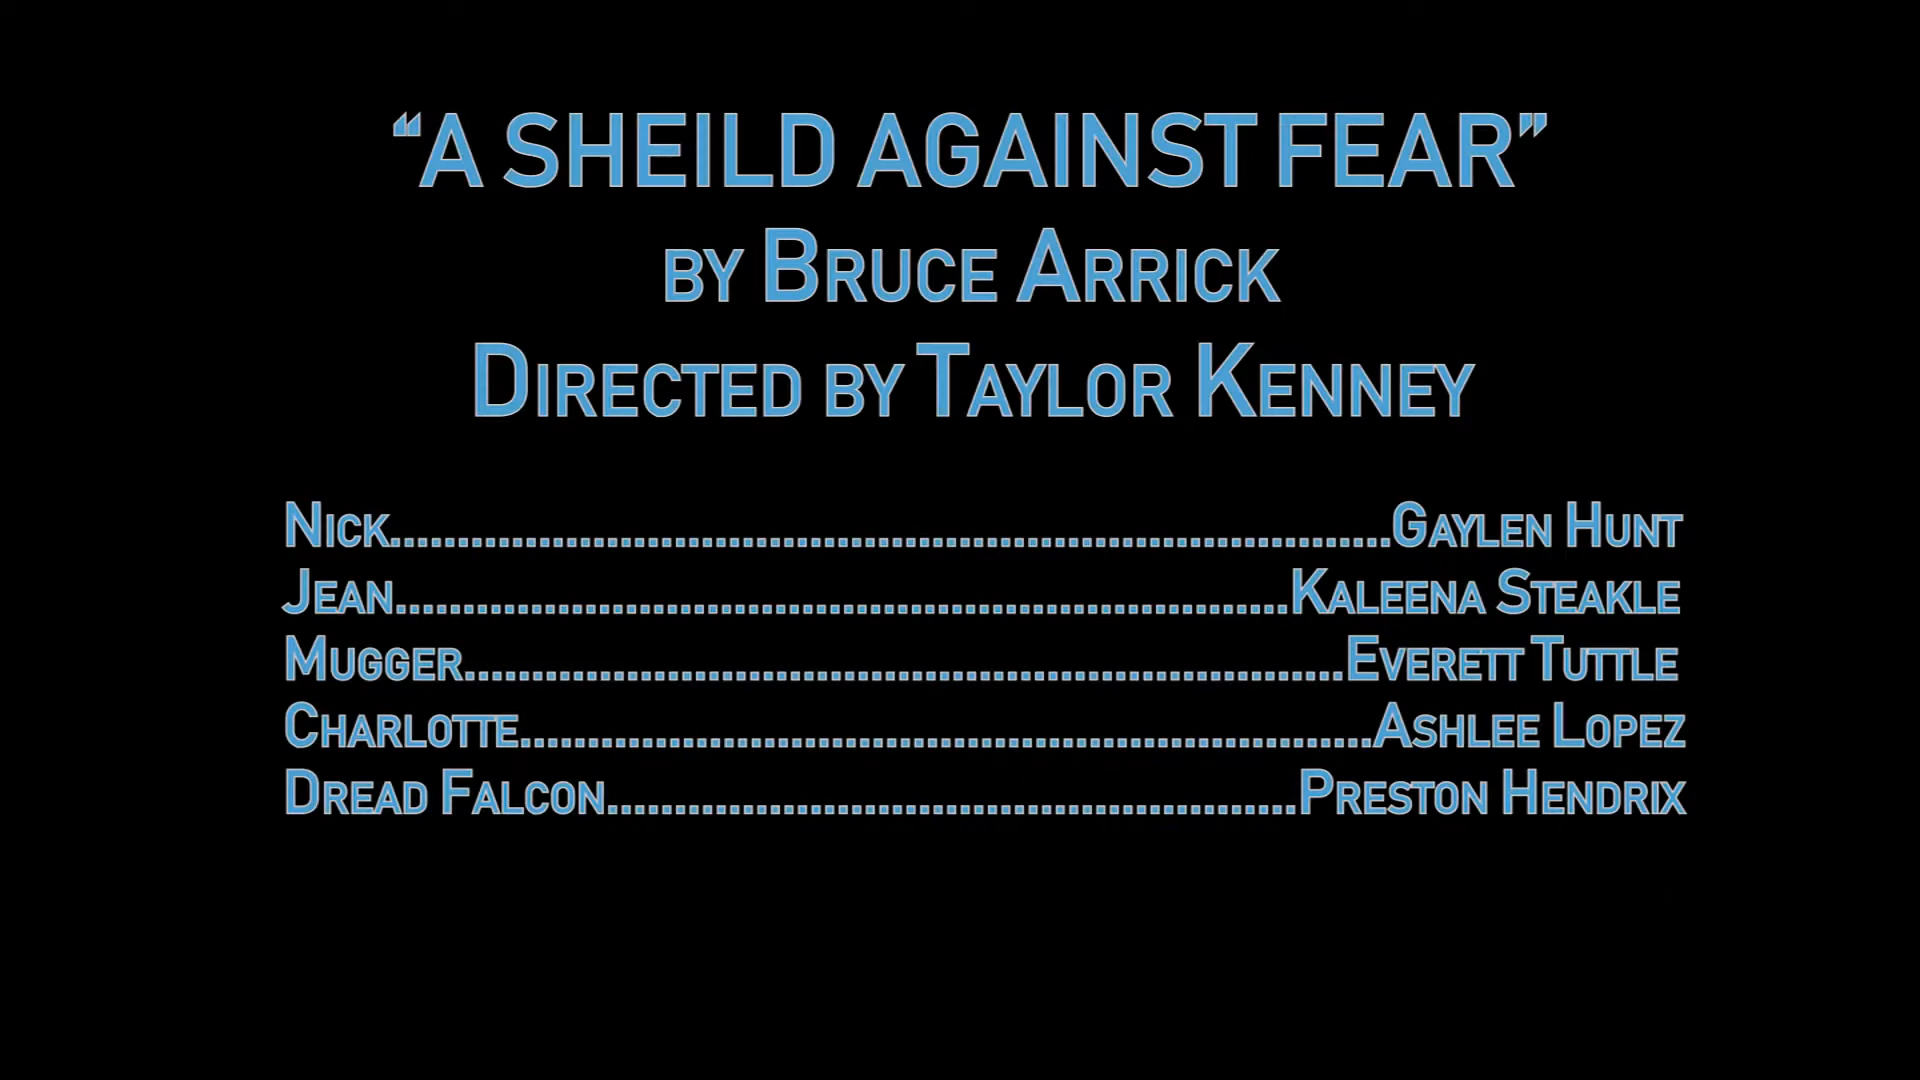 “A SHEILD AGAINST FEAR”
BY BRUCE ARRICK
DIRECTED BY TAYLOR KENNEY
NICK..........................................................................GAYLEN HUNT
JEAN..................................................................KALEENA STEAKLE
MUGGER.................................................................EVERETT TUTTLE
CHARLOTTE...............................................................ASHLEE LOPEZ
DREAD FALCON...................................................PRESTON HENDRIX